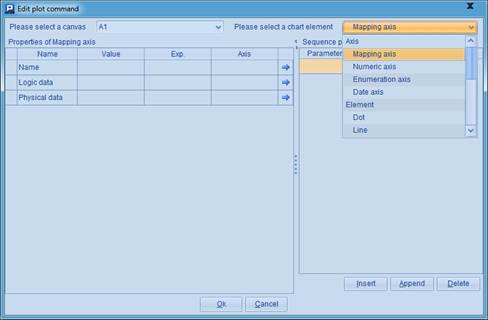 Edit plot command
Please select a canvas A1 Please select a chart element Mapping axis
Properties of Mapping axis Sequence p
Name Value Exp. Axis Parameter
Name
Logic data
Physical data
Axis
Mapping axis
Numeric axis
Enumeration axis
Date axis
Element
Dot
Line
Insert Append Delete
Ok Cancel